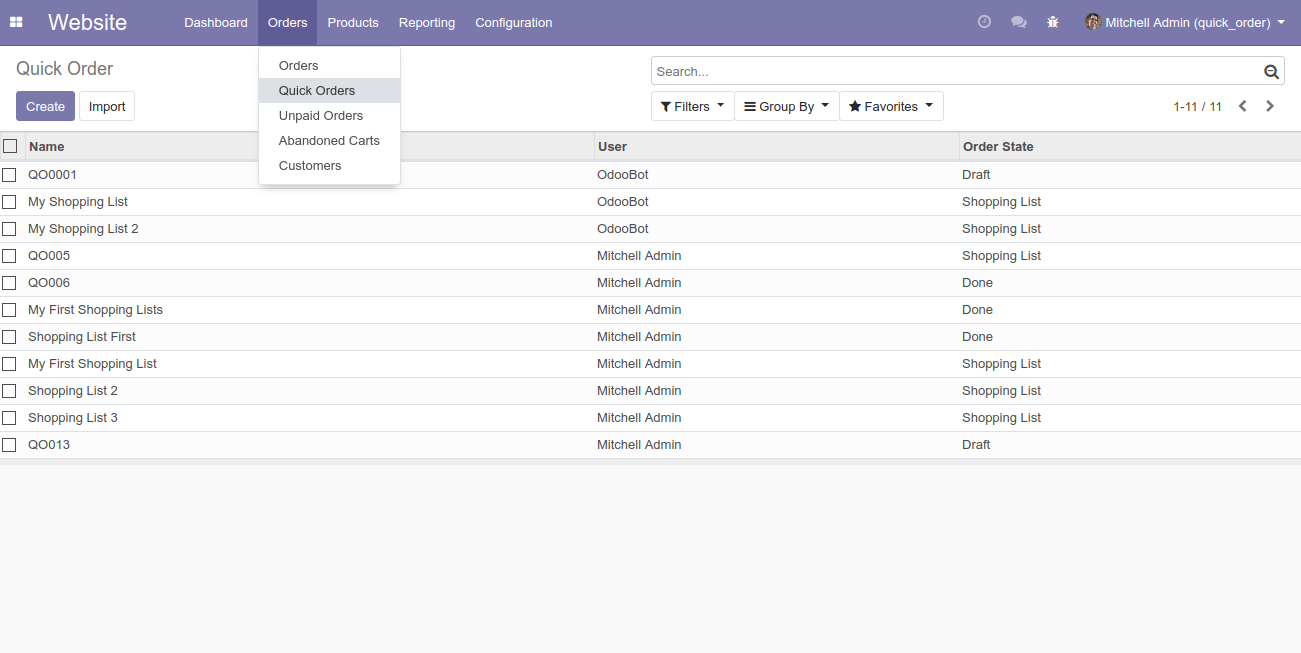 Website Dashboard Orders Products Reporting Configuration Mitchell Admin (quick_order)
Quick Order
Search...
Create Import
Filters Group By Favorites 1-11 / 11
Orders
Quick Orders
Unpaid Orders
Abandoned Carts
Customers
Name User Order State
QO0001 OdooBot Draft
My Shopping List OdooBot Shopping List
My Shopping List 2 OdooBot Shopping List
QO005 Mitchell Admin Shopping List
QO006 Mitchell Admin Done
My First Shopping Lists Mitchell Admin Done
Shopping List First Mitchell Admin Done
My First Shopping List Mitchell Admin Shopping List
Shopping List 2 Mitchell Admin Shopping List
Shopping List 3 Mitchell Admin Shopping List
QO013 Mitchell Admin Draft